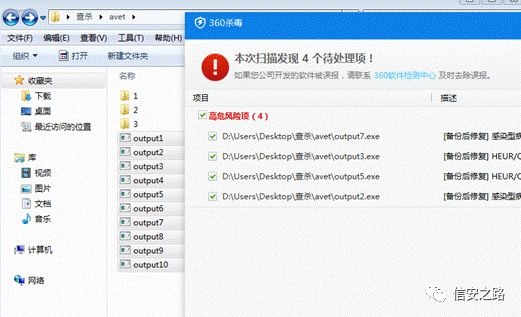 查杀 ▸ avet ▸
文件(F) 编辑(E) 查看(V) 工具(T) 帮助(H)
组织 打开 新建文件夹
收藏夹
下载
桌面
最近访问的位置
库
视频
图片
文档
音乐
计算机
网络
名称
1
2
3
output1
output2
output3
output4
output5
output6
output7
output8
output9
output10
360杀毒
本次扫描发现 4 个待处理项！
如果您公司开发的软件被误报，请联系 360软件检测中心 及时去除误报。
项目 描述
高危风险项（4）
D:\Users\Desktop\查杀\avet\output7.exe [备份后修复] 感染型病
D:\Users\Desktop\查杀\avet\output3.exe [备份后修复] HEUR/Q
D:\Users\Desktop\查杀\avet\output5.exe [备份后修复] 感染型病
D:\Users\Desktop\查杀\avet\output2.exe [备份后修复] HEUR/Q
信安之路